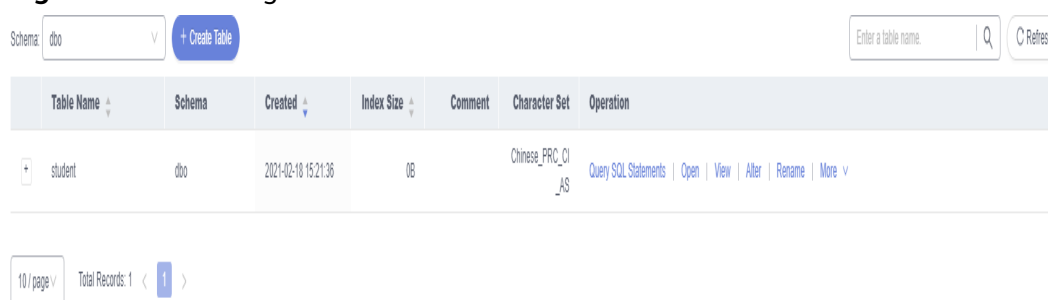 Schema: dbo + Create Table Enter a table name. Refres
Table Name Schema Created Index Size Comment Character Set Operation
student dbo 2021-02-18 15:21:36 0B Chinese_PRC_CI
_AS Query SQL Statements | Open | View | Alter | Rename | More
10 / page Total Records: 1 < 1 >